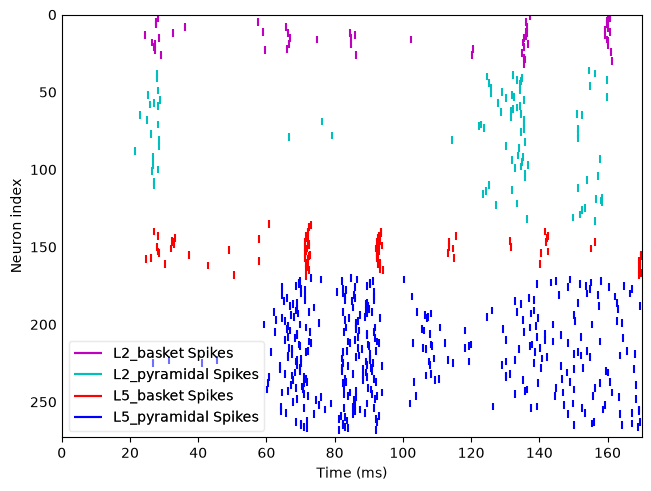 0
50
100
150
200
250
Neuron index
L2_basket Spikes
L2_pyramidal Spikes
L5_basket Spikes
L5_pyramidal Spikes
0 20 40 60 80 100 120 140 160
Time (ms)